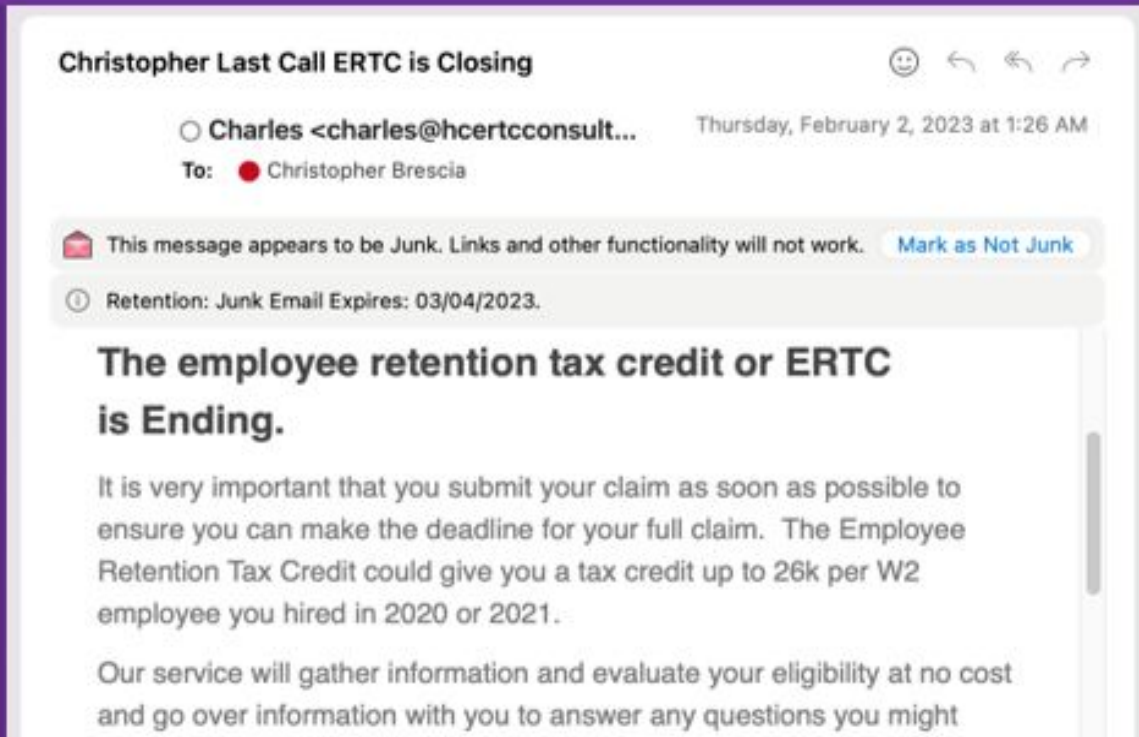 Christopher Last Call ERTC is Closing
Charles <charles@hcertcconsult...
Thursday, February 2, 2023 at 1:26 AM
To: Christopher Brescia
This message appears to be Junk. Links and other functionality will not work. Mark as Not Junk
Retention: Junk Email Expires: 03/04/2023.
The employee retention tax credit or ERTC
is Ending.
It is very important that you submit your claim as soon as possible to
ensure you can make the deadline for your full claim.  The Employee
Retention Tax Credit could give you a tax credit up to 26k per W2
employee you hired in 2020 or 2021.
Our service will gather information and evaluate your eligibility at no cost
and go over information with you to answer any questions you might